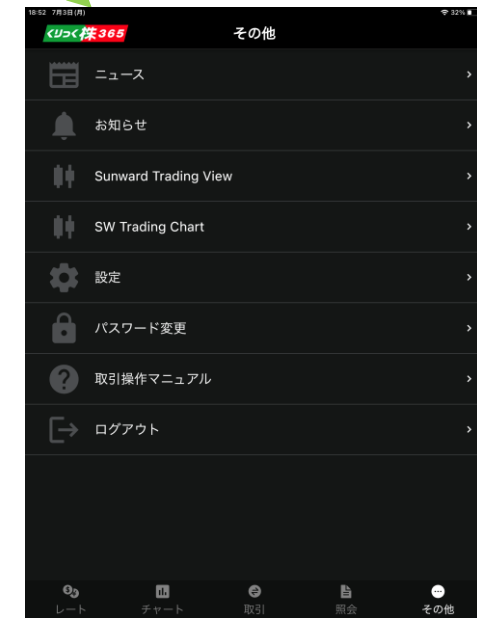 18:52 7月3日(月) 32%
くりっく株365 その他
ニュース
お知らせ
Sunward Trading View
SW Trading Chart
設定
パスワード変更
取引操作マニュアル
ログアウト
レート チャート 取引 照会 その他